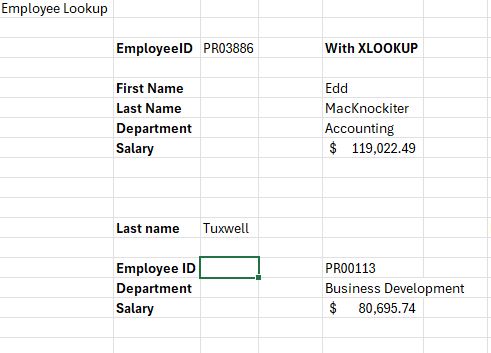 Employee Lookup
EmployeeID PR03886 With XLOOKUP
First Name Edd
Last Name MacKnockiter
Department Accounting
Salary $ 119,022.49
Last name Tuxwell
Employee ID PR00113
Department Business Development
Salary $ 80,695.74